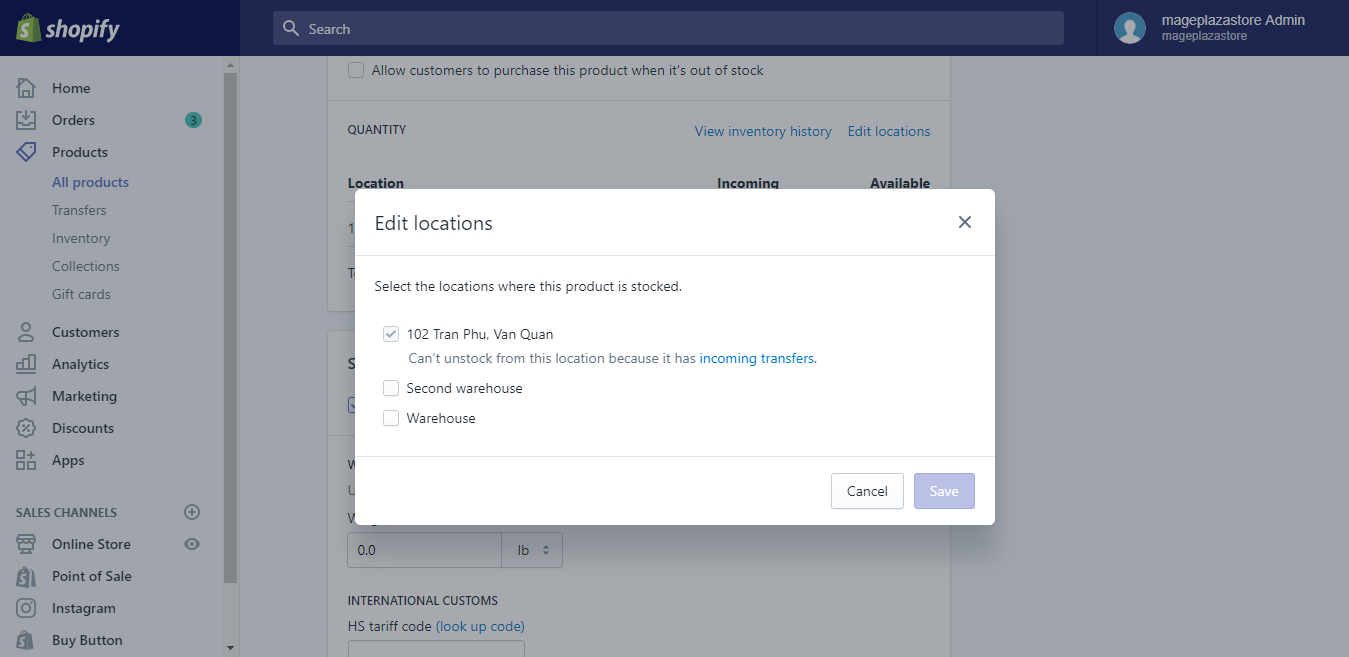 shopify
Search
mageplazastore Admin
mageplazastore
Home
Orders 3
Products
All products
Transfers
Inventory
Collections
Gift cards
Customers
Analytics
Marketing
Discounts
Apps
SALES CHANNELS
Online Store
Point of Sale
Instagram
Buy Button
Allow customers to purchase this product when it's out of stock
QUANTITY View inventory history Edit locations
Location Incoming Available
Edit locations
Select the locations where this product is stocked.
102 Tran Phu, Van Quan
Can't unstock from this location because it has incoming transfers.
Second warehouse
Warehouse
Cancel Save
0.0 lb
INTERNATIONAL CUSTOMS
HS tariff code (look up code)